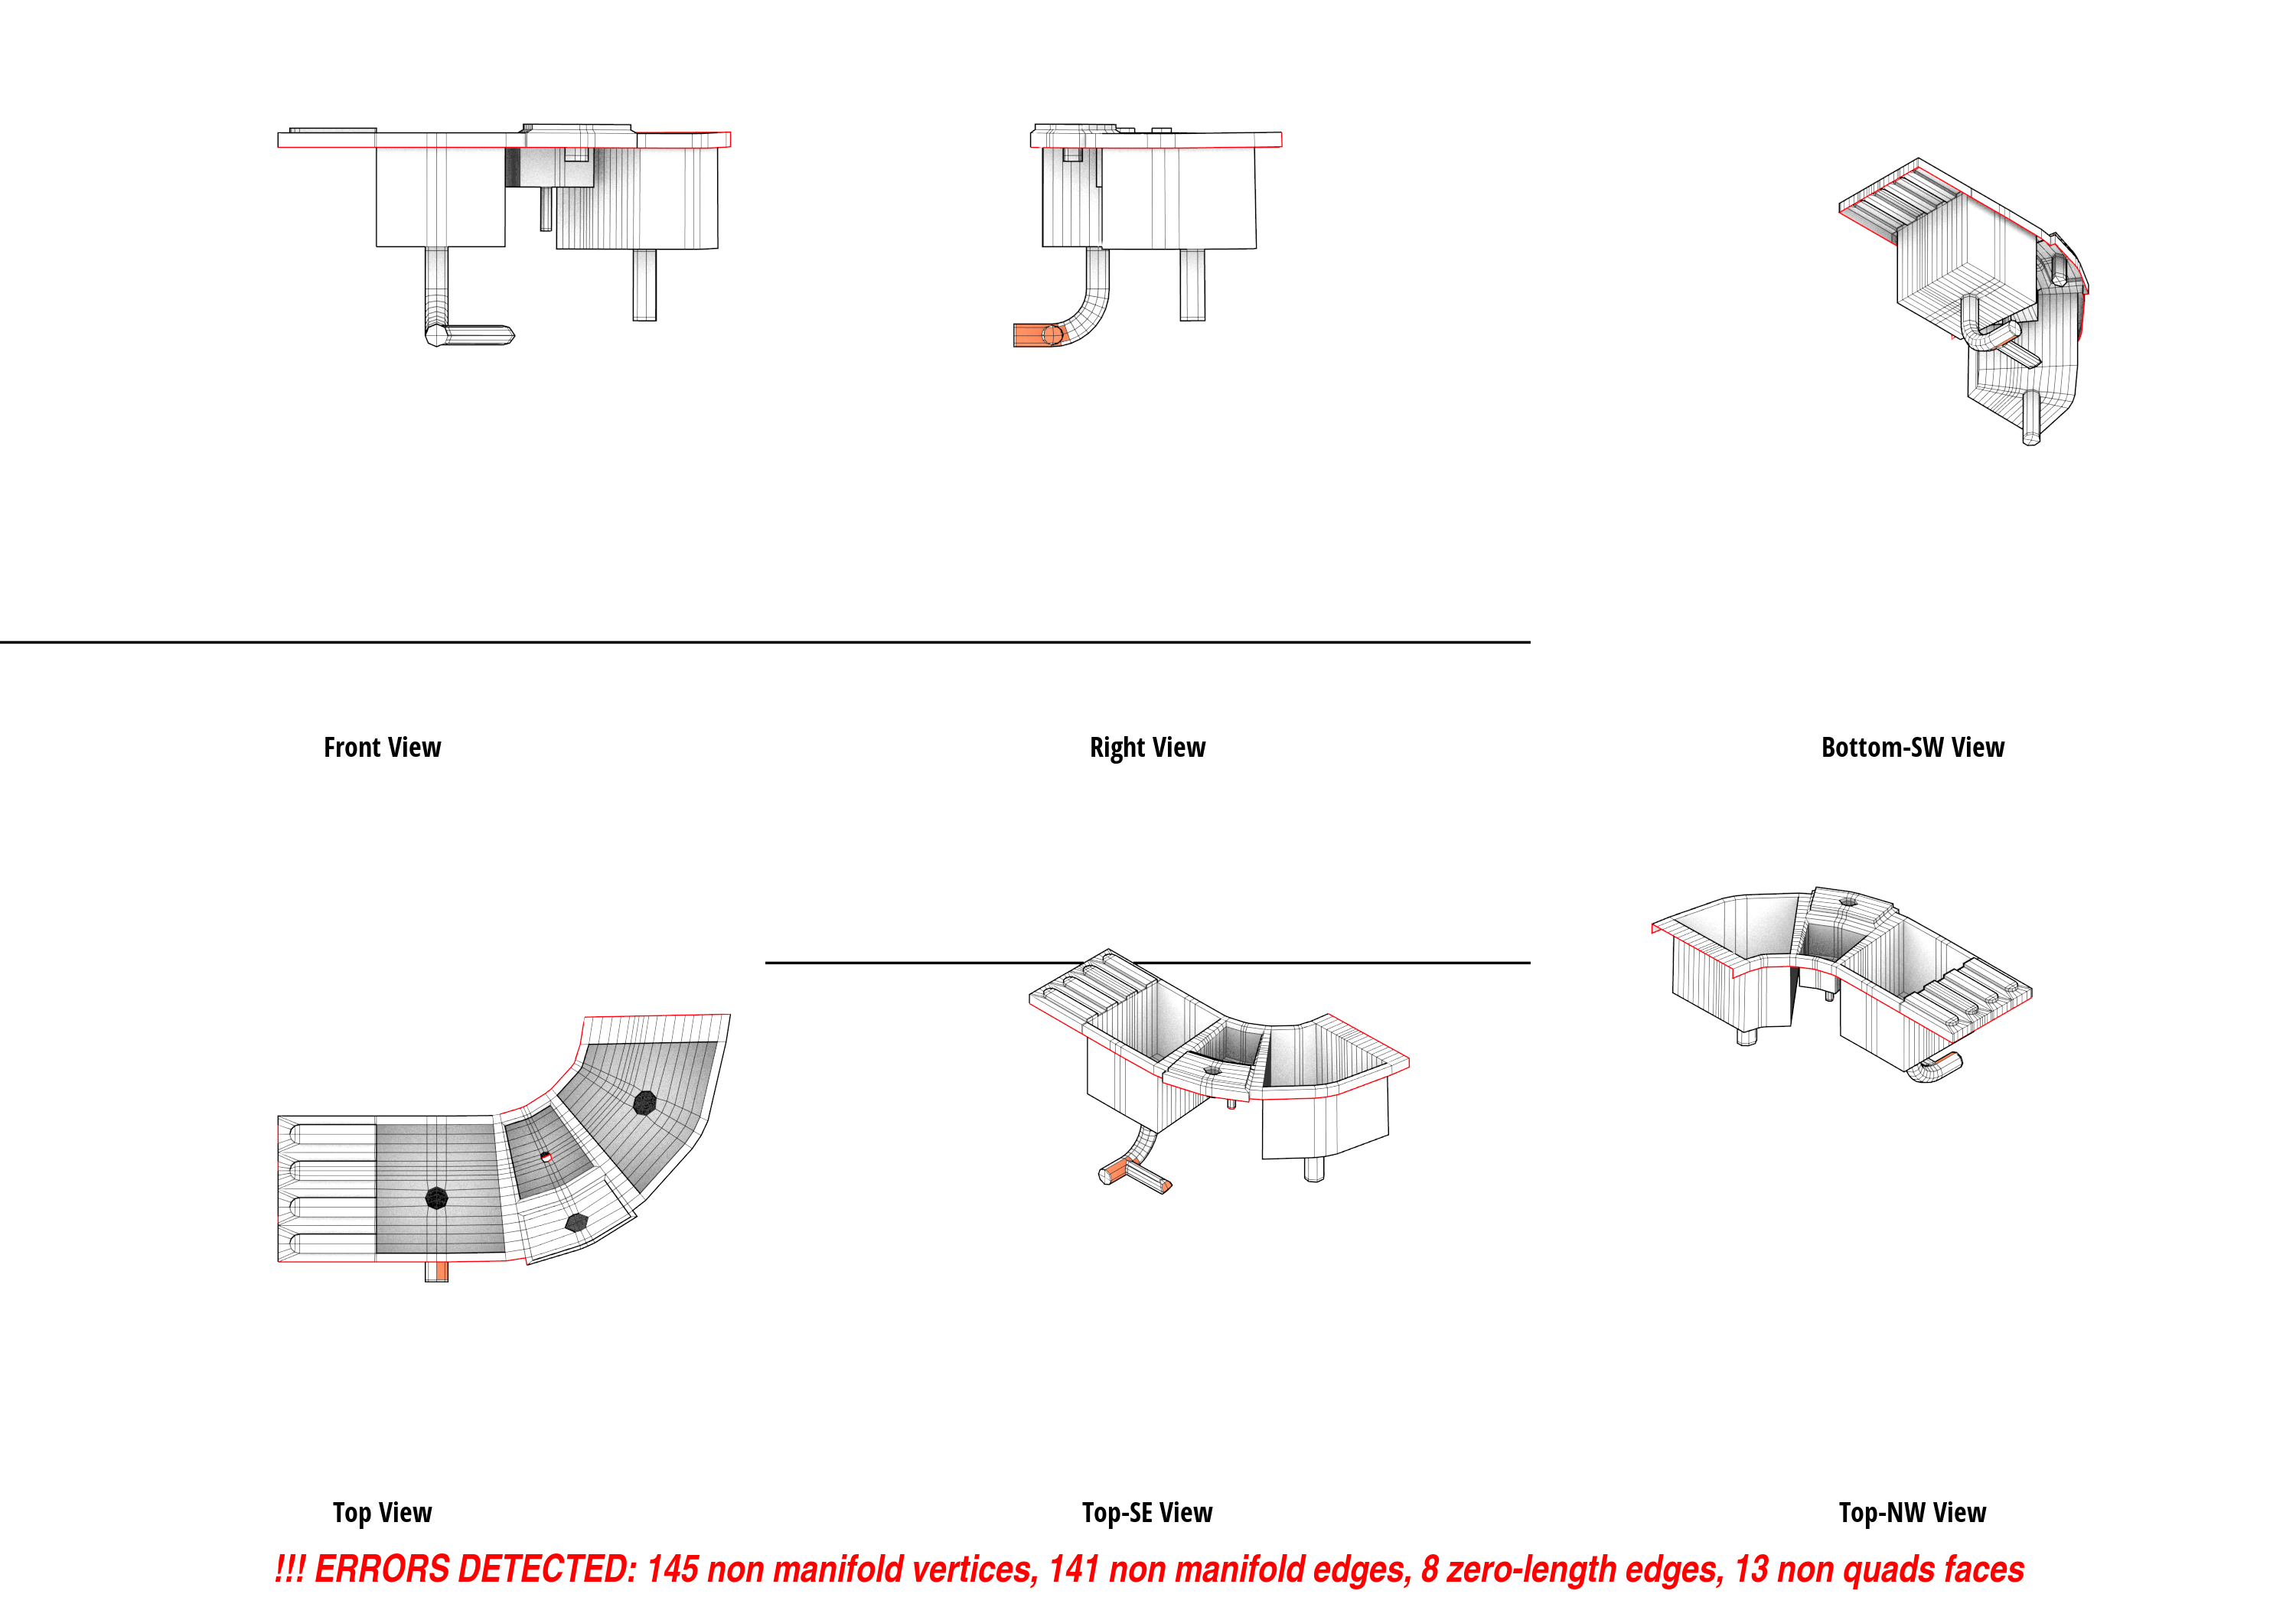 Front View
Right View
Bottom-SW View
Top View
Top-SE View
Top-NW View
!!! ERRORS DETECTED: 145 non manifold vertices, 141 non manifold edges, 8 zero-length edges, 13 non quads faces